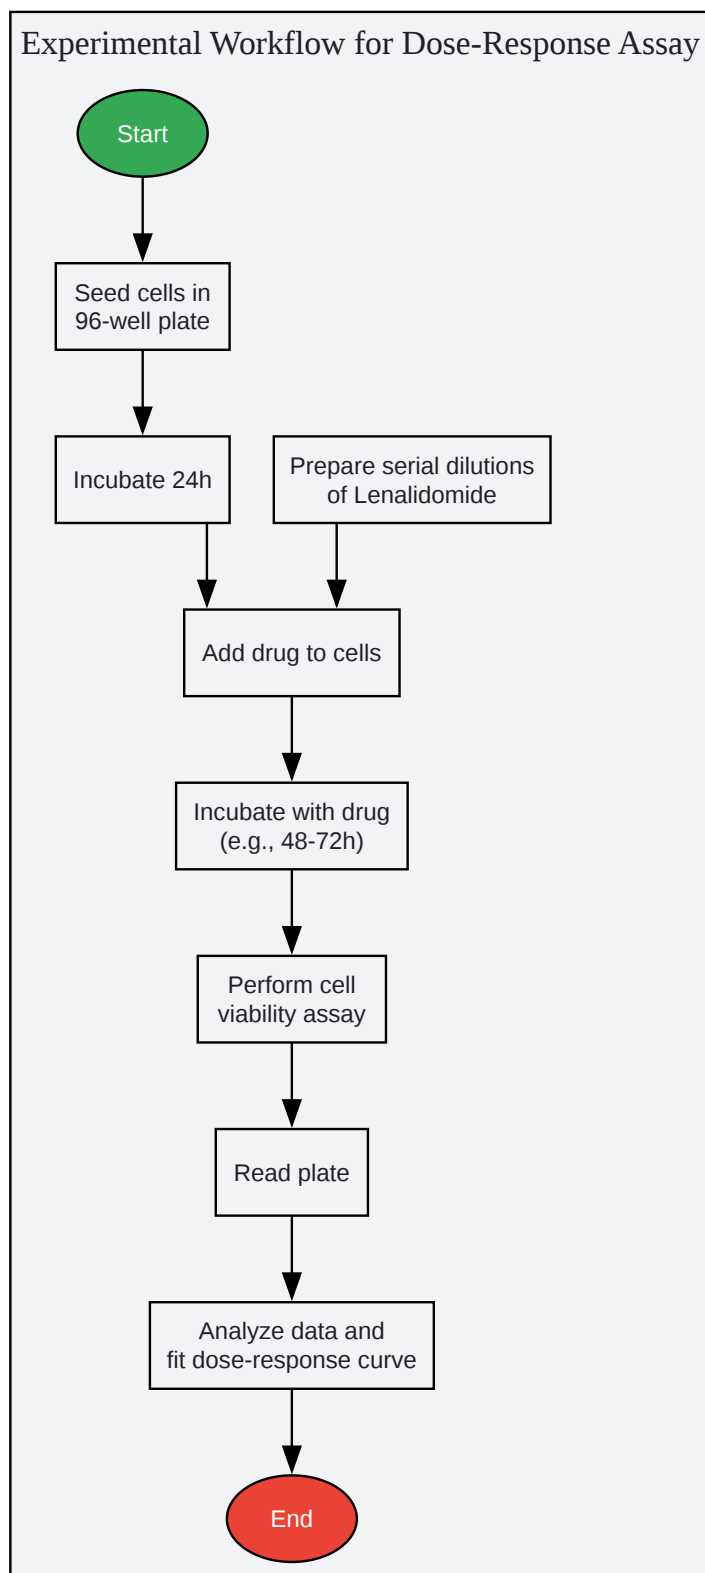 Experimental Workflow for Dose-Response Assay
Start
Seed cells in
96-well plate
Incubate 24h
Prepare serial dilutions
of Lenalidomide
Add drug to cells
Incubate with drug
(e.g., 48-72h)
Perform cell
viability assay
Read plate
Analyze data and
fit dose-response curve
End